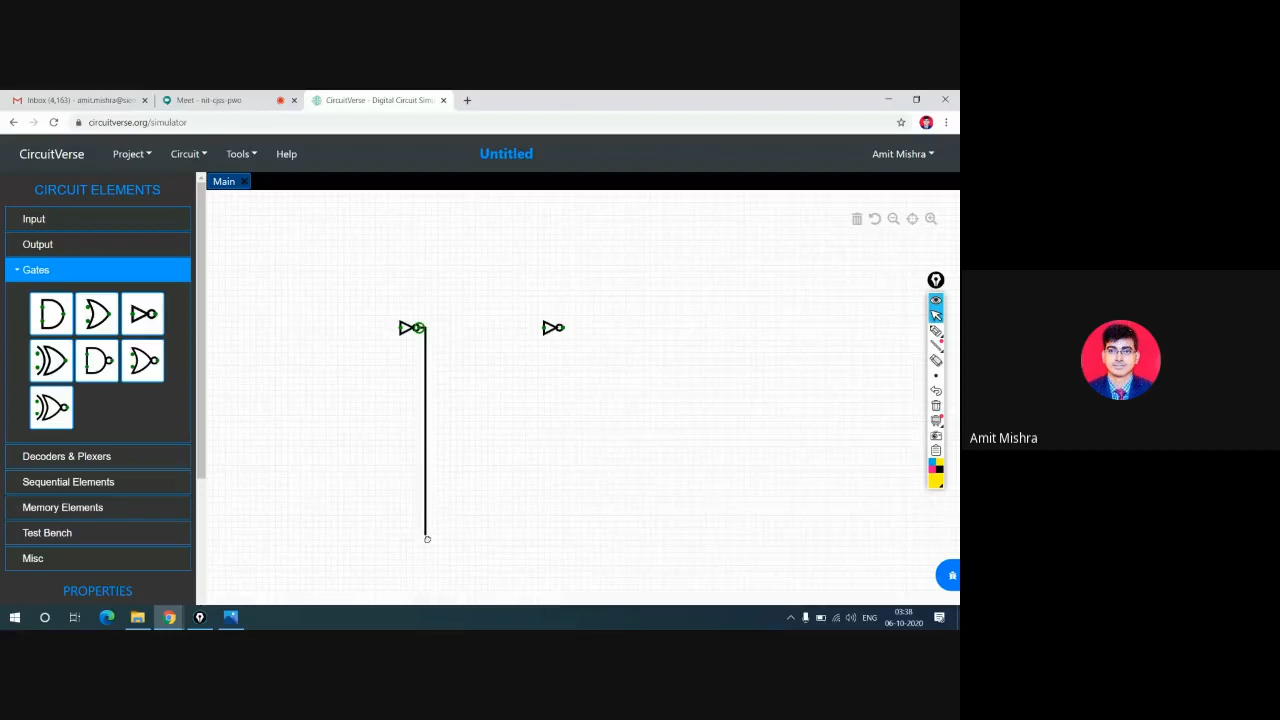 Inbox (4,163) - amit.mishra@sie
Meet - nit-cjss-pwo
CircuitVerse - Digital Circuit Sim
circuitverse.org/simulator
CircuitVerse
Project
Circuit
Tools
Help
Untitled
Amit Mishra
CIRCUIT ELEMENTS
Main
Input
Output
Gates
Decoders & Plexers
Sequential Elements
Memory Elements
Test Bench
Misc
PROPERTIES
Amit Mishra
ENG
03:38
06-10-2020